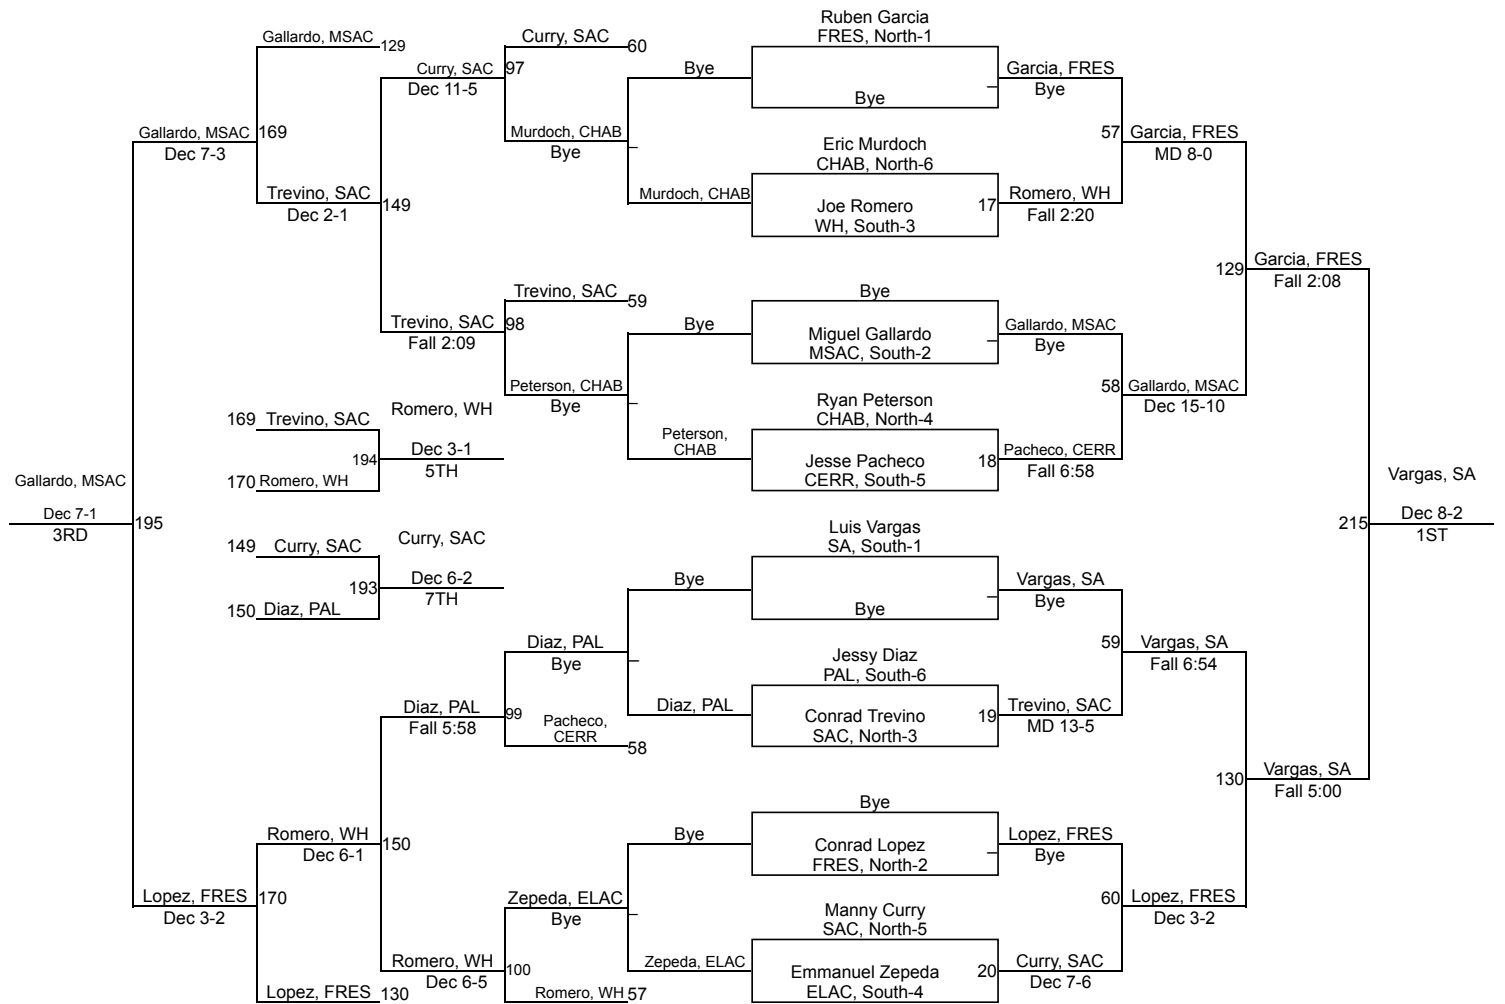 Ruben Garcia
FRES, North-1
Gallardo, MSAC
129
Curry, SAC
60
Curry, SAC
97
Bye
Garcia, FRES
Dec 11-5
Bye
Bye
Murdoch, CHAB
57
Garcia, FRES
Gallardo, MSAC
169
Bye
Eric Murdoch
MD 8-0
Dec 7-3
CHAB, North-6
Trevino, SAC
149
Murdoch, CHAB
Joe Romero
17
Romero, WH
Dec 2-1
WH, South-3
Fall 2:20
129
Garcia, FRES
Fall 2:08
Trevino, SAC
59
Bye
Trevino, SAC
98
Bye
Miguel Gallardo
Gallardo, MSAC
Fall 2:09
MSAC, South-2
Bye
Peterson, CHAB
58
Gallardo, MSAC
Bye
Ryan Peterson
Dec 15-10
Romero, WH
CHAB, North-4
169
Trevino, SAC
Peterson,
CHAB
Dec 3-1
194
5TH
Jesse Pacheco
18
Pacheco, CERR
CERR, South-5
Fall 6:58
170
Romero, WH
Gallardo, MSAC
Vargas, SA
Dec 7-1
195
3RD
215
Dec 8-2
1ST
Luis Vargas
SA, South-1
149
Curry, SAC
Curry, SAC
Dec 6-2
193
7TH
Bye
Vargas, SA
150
Diaz, PAL
Bye
Bye
Diaz, PAL
59
Vargas, SA
Bye
Jessy Diaz
Fall 6:54
PAL, South-6
Diaz, PAL
99
Diaz, PAL
Conrad Trevino
19
Trevino, SAC
Fall 5:58
Pacheco,
CERR
58
SAC, North-3
MD 13-5
130
Vargas, SA
Fall 5:00
Bye
Romero, WH
150
Bye
Conrad Lopez
Lopez, FRES
Dec 6-1
FRES, North-2
Bye
Lopez, FRES
170
Zepeda, ELAC
60
Lopez, FRES
Dec 3-2
Bye
Manny Curry
Dec 3-2
SAC, North-5
Romero, WH
100
Zepeda, ELAC
Emmanuel Zepeda
20
Curry, SAC
Dec 6-5
ELAC, South-4
Dec 7-6
Lopez, FRES
130
Romero, WH
57